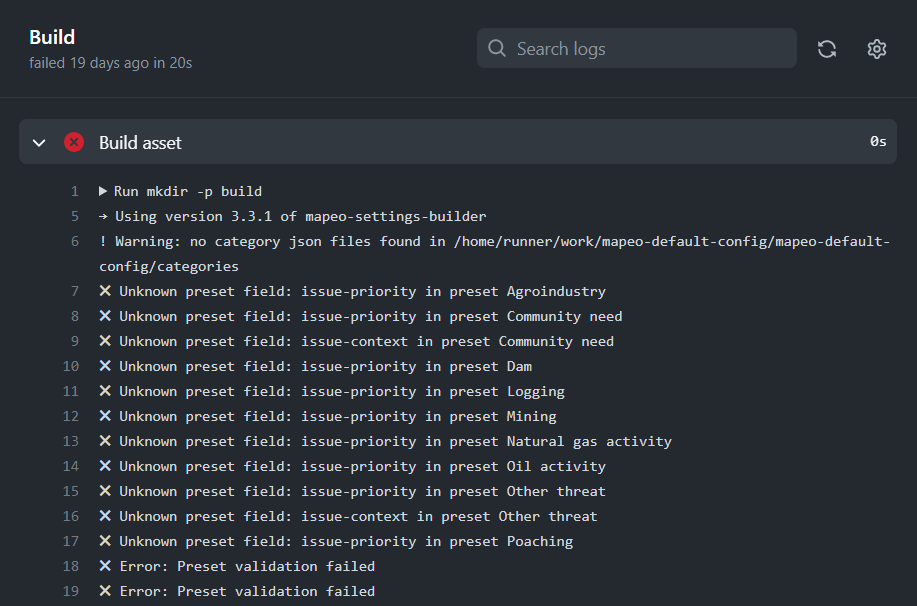 Build
failed 19 days ago in 20s
Search logs
Build asset
0s
1 ▶ Run mkdir -p build
5 → Using version 3.3.1 of mapeo-settings-builder
6 ! Warning: no category json files found in /home/runner/work/mapeo-default-config/mapeo-default-
config/categories
7 ✕ Unknown preset field: issue-priority in preset Agroindustry
8 ✕ Unknown preset field: issue-priority in preset Community need
9 ✕ Unknown preset field: issue-context in preset Community need
10 ✕ Unknown preset field: issue-priority in preset Dam
11 ✕ Unknown preset field: issue-priority in preset Logging
12 ✕ Unknown preset field: issue-priority in preset Mining
13 ✕ Unknown preset field: issue-priority in preset Natural gas activity
14 ✕ Unknown preset field: issue-priority in preset Oil activity
15 ✕ Unknown preset field: issue-priority in preset Other threat
16 ✕ Unknown preset field: issue-context in preset Other threat
17 ✕ Unknown preset field: issue-priority in preset Poaching
18 ✕ Error: Preset validation failed
19 ✕ Error: Preset validation failed